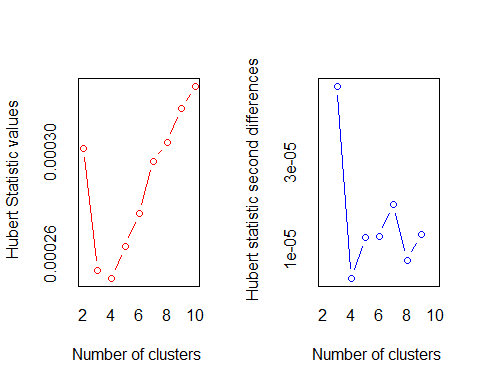 Hubert Statistic values
0.00026 0.00030
2 4 6 8 10
Number of clusters
Hubert statistic second differences
1e-05 3e-05
2 4 6 8 10
Number of clusters